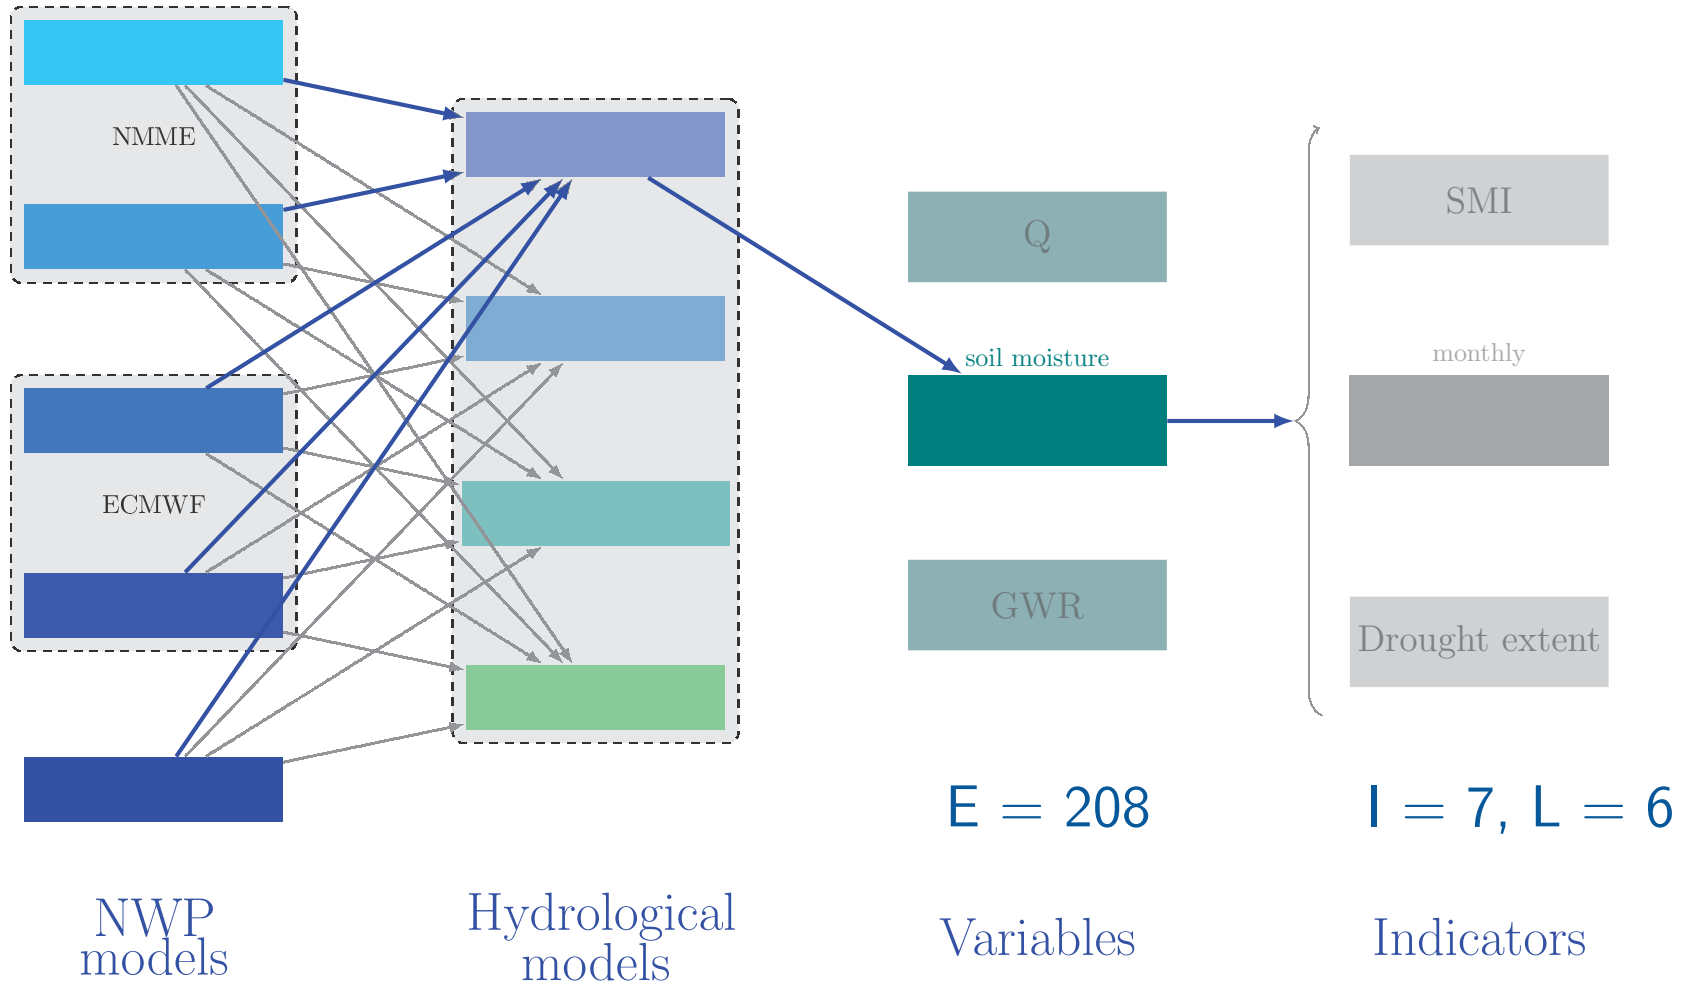 NMME
ECMWF
Q
soil moisture
GWR
SMI
monthly
Drought extent
E = 208
I = 7, L = 6
NWP
models
Hydrological
models
Variables
Indicators